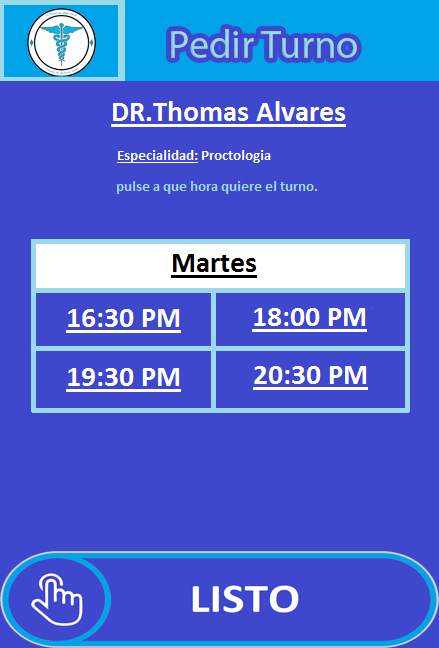 Pedir Turno
DR.Thomas Alvares
Especialidad: Proctologia
pulse a que hora quiere el turno.
Martes
16:30 PM
18:00 PM
19:30 PM
20:30 PM
LISTO